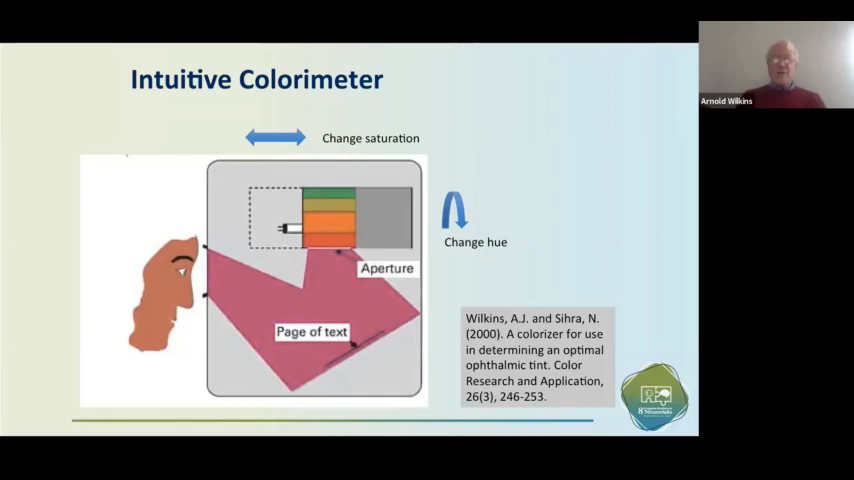 Intuitive Colorimeter
Arnold Wilkins
Change saturation
Change hue
Aperture
Page of text
Wilkins, A.J. and Sihra, N.
(2000). A colorizer for use
in determining an optimal
ophthalmic tint. Color
Research and Application,
26(3), 246-253.
8º